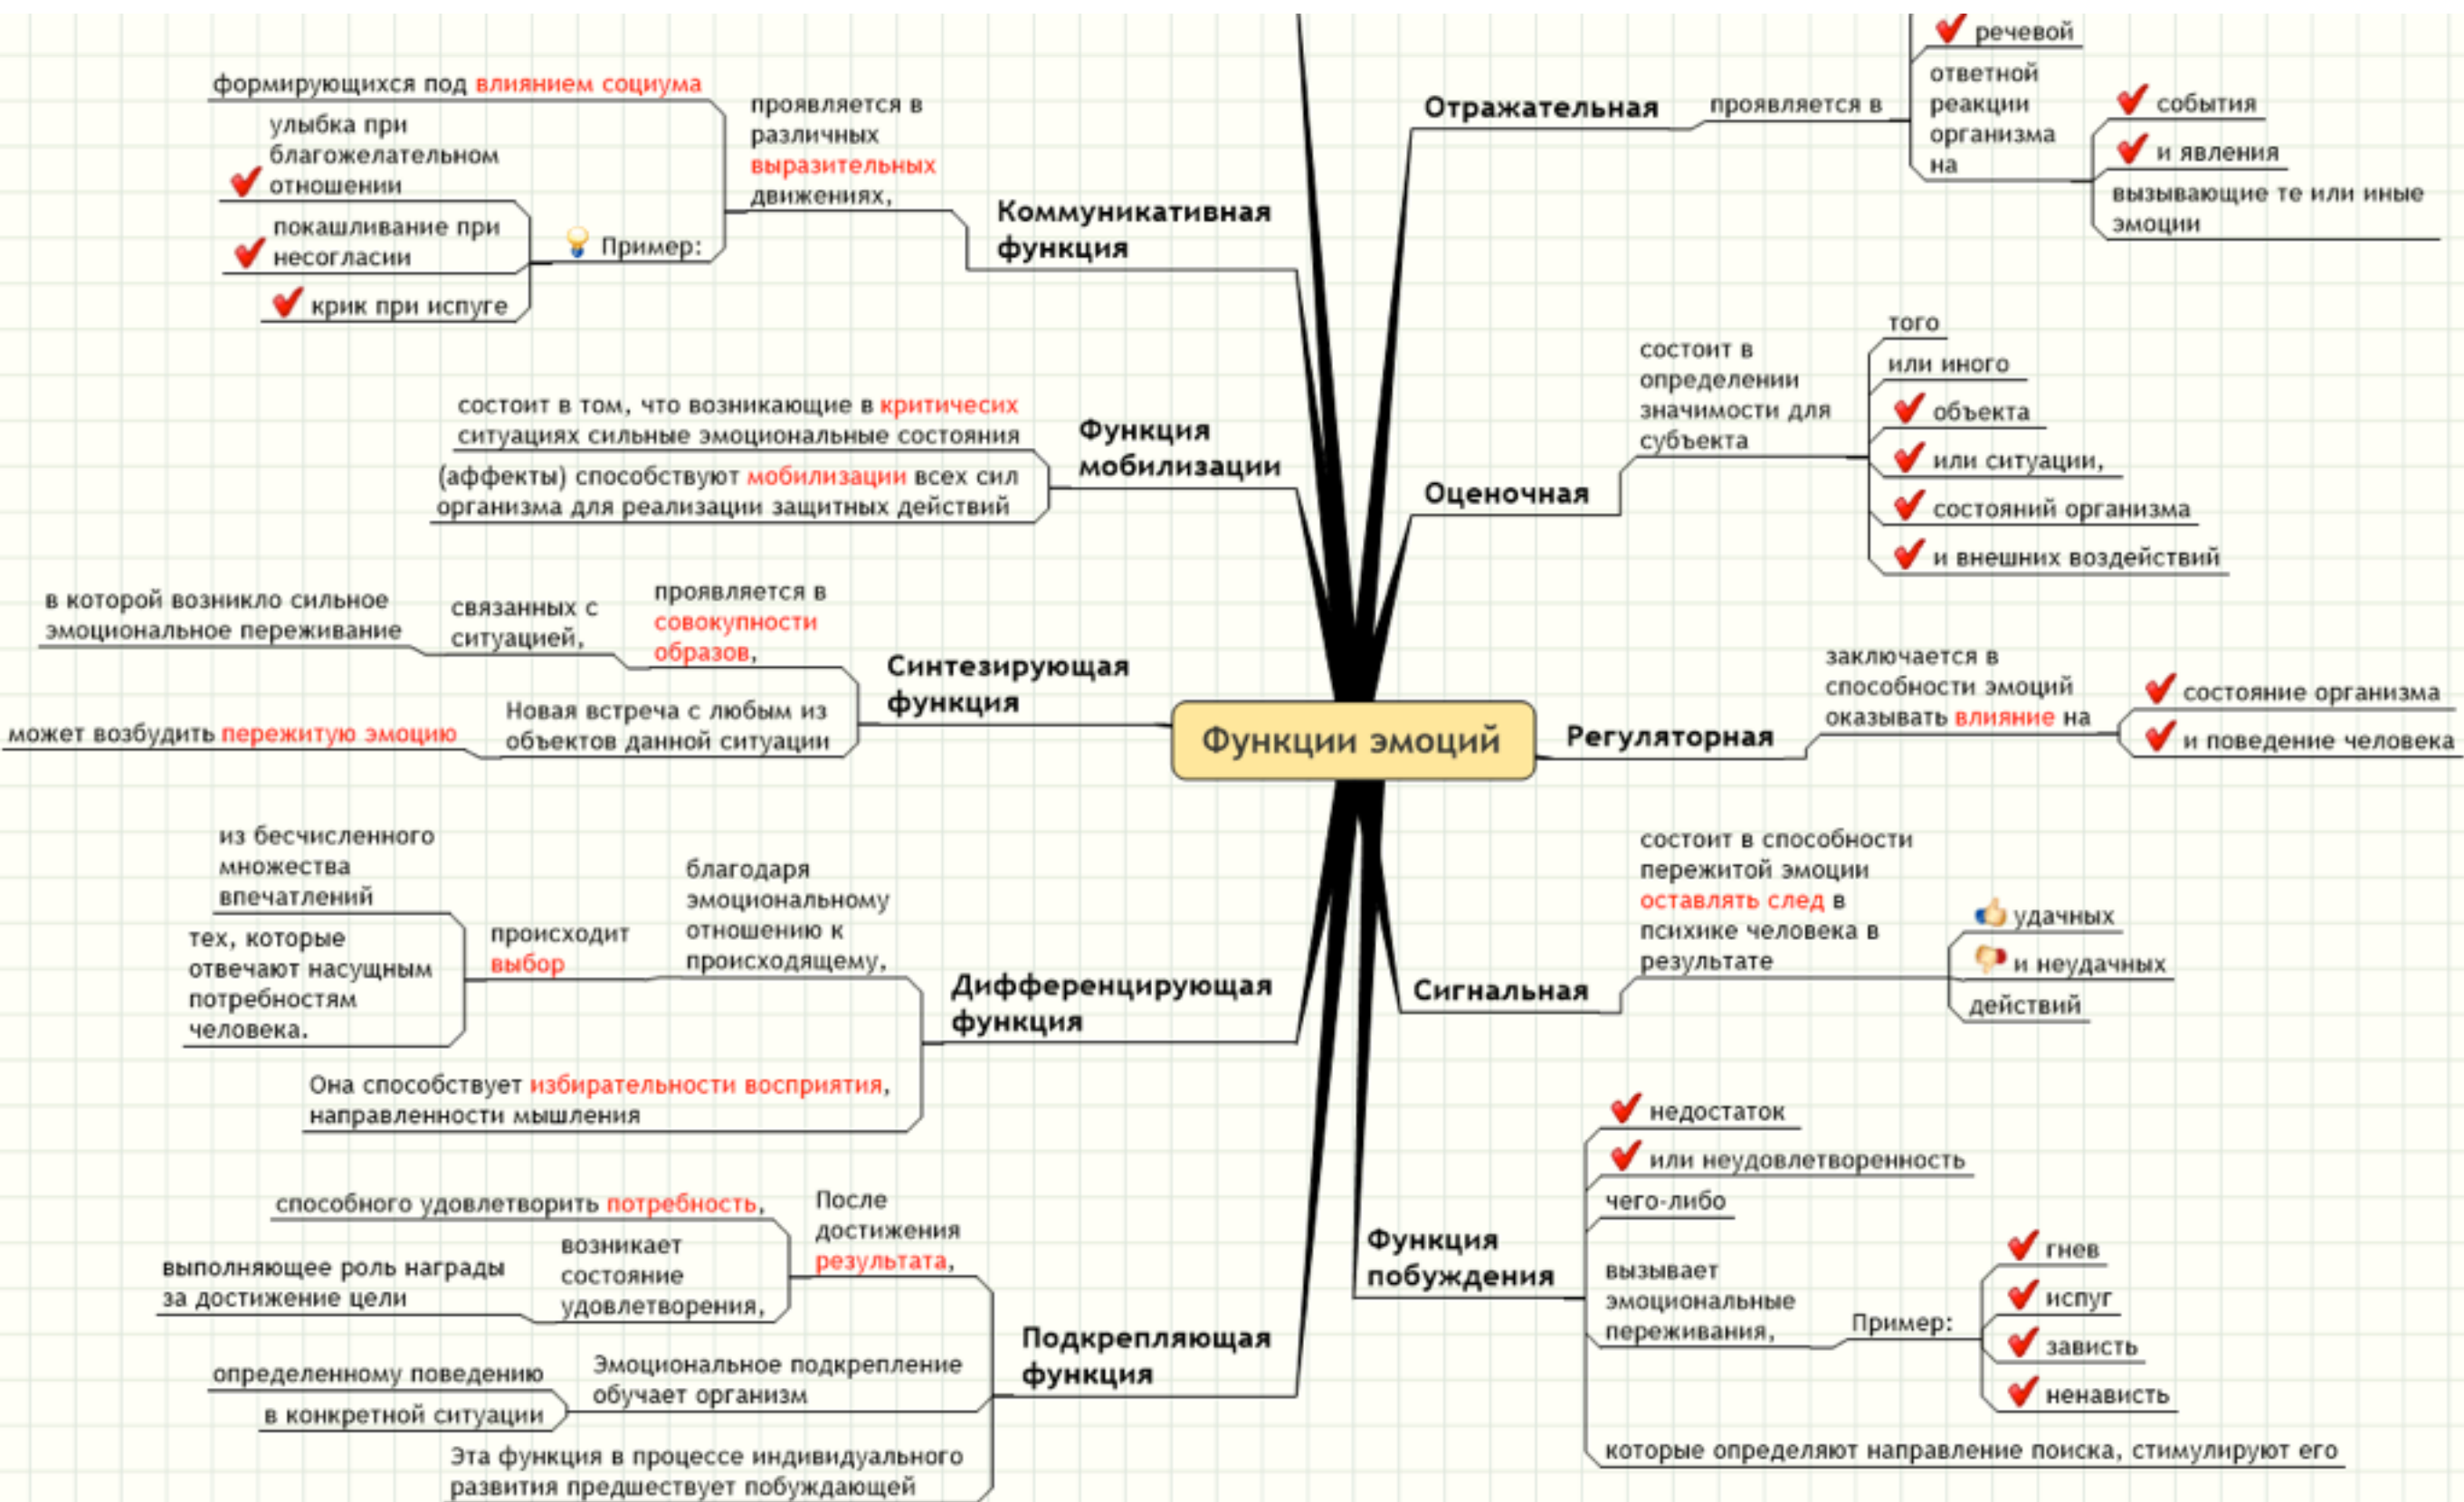 формирующихся под влиянием социума
проявляется в
различных
выразительных
движениях,
улыбка при
благожелательном
отношении
покашливание при
несогласии
крик при испуге
Пример:
Коммуникативная
функция
состоит в том, что возникающие в критичесих
ситуациях сильные эмоциональные состояния
(аффекты) способствуют мобилизации всех сил
организма для реализации защитных действий
Функция
мобилизации
в которой возникло сильное
эмоциональное переживание
связанных с
ситуацией,
проявляется в
совокупности
образов,
может возбудить пережитую эмоцию
Новая встреча с любым из
объектов данной ситуации
Синтезирующая
функция
из бесчисленного
множества
впечатлений
тех, которые
отвечают насущным
потребностям
человека.
происходит
выбор
благодаря
эмоциональному
отношению к
происходящему,
Она способствует избирательности восприятия,
направленности мышления
Дифференцирующая
функция
способного удовлетворить потребность,
выполняющее роль награды
за достижение цели
возникает
состояние
удовлетворения,
После
достижения
результата,
определенному поведению
в конкретной ситуации
Эмоциональное подкрепление
обучает организм
Эта функция в процессе индивидуального
развития предшествует побуждающей
Подкрепляющая
функция
Функции эмоций
Отражательная
проявляется в
речевой
ответной
реакции
организма
на
события
и явления
вызывающие те или иные
эмоции
Оценочная
состоит в
определении
значимости для
субъекта
того
или иного
объекта
или ситуации,
состояний организма
и внешних воздействий
Регуляторная
заключается в
способности эмоций
оказывать влияние на
состояние организма
и поведение человека
Сигнальная
состоит в способности
пережитой эмоции
оставлять след в
психике человека в
результате
удачных
и неудачных
действий
Функция
побуждения
недостаток
или неудовлетворенность
чего-либо
вызывает
эмоциональные
переживания,
Пример:
гнев
испуг
зависть
ненависть
которые определяют направление поиска, стимулируют его